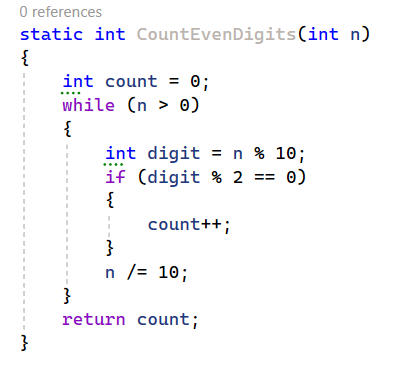 0 references
static int CountEvenDigits(int n)
{
    int count = 0;
    while (n > 0)
    {
        int digit = n % 10;
        if (digit % 2 == 0)
        {
            count++;
        }
        n /= 10;
    }
    return count;
}